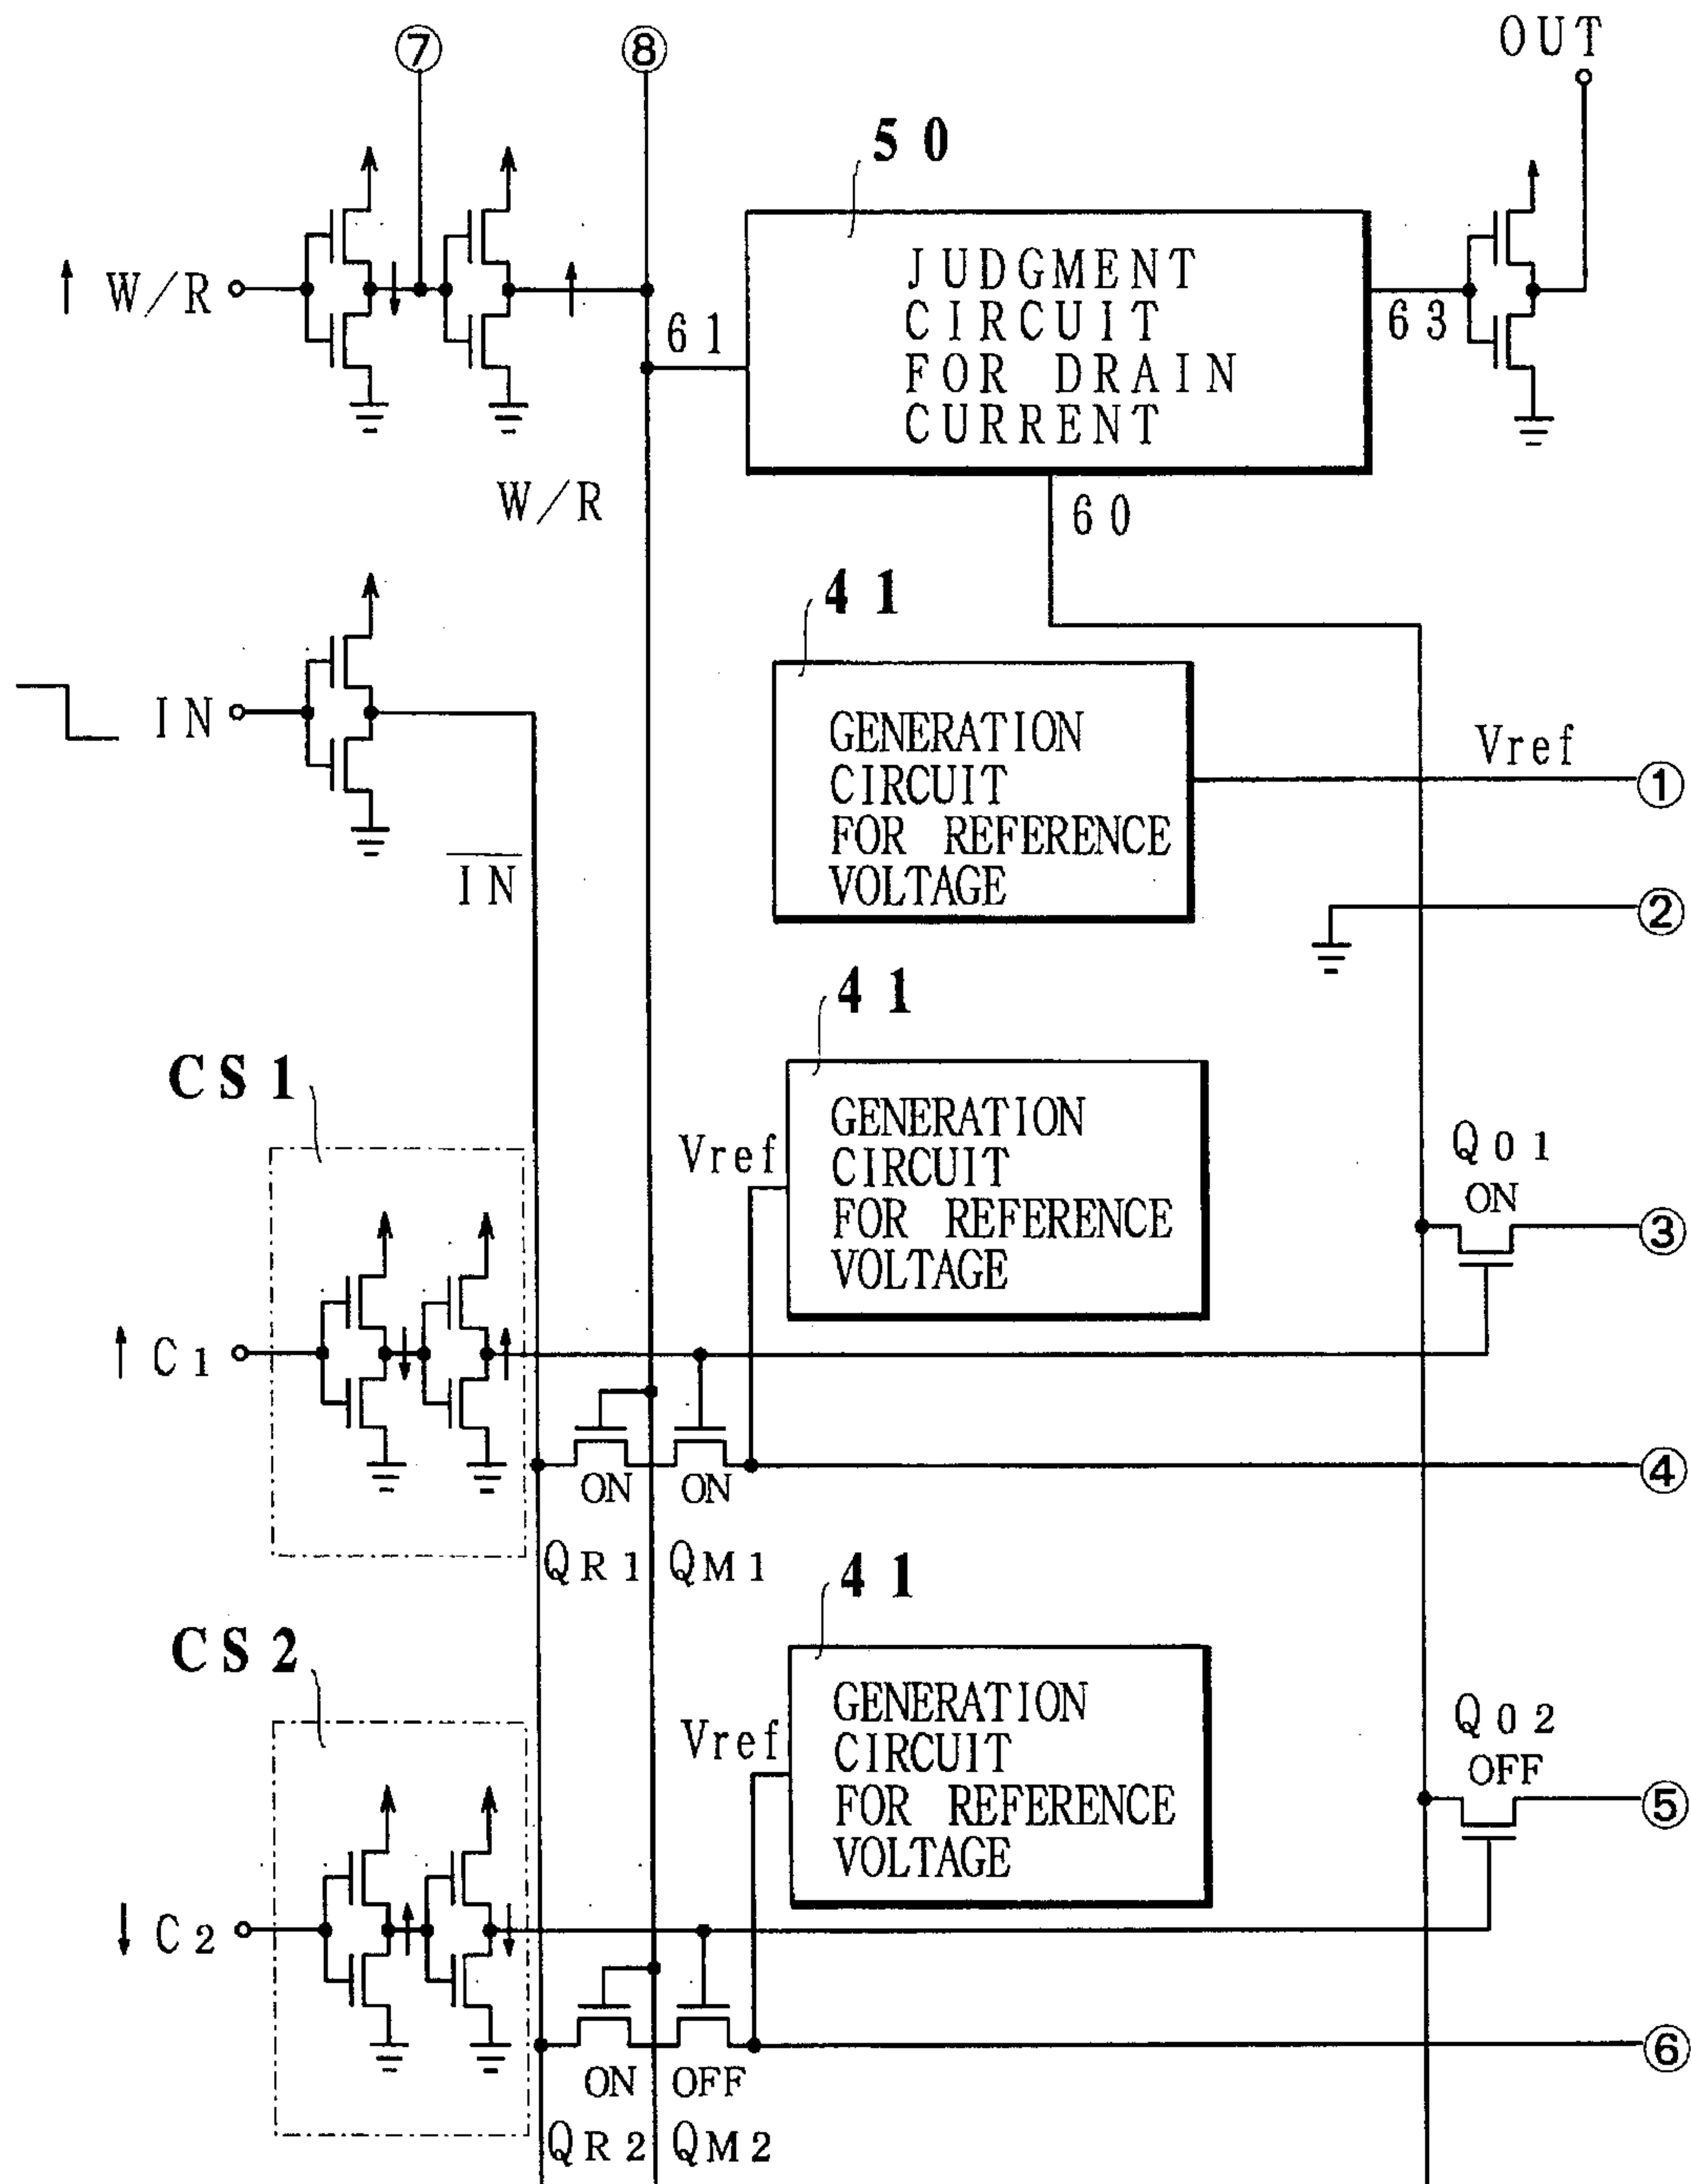 ⑦
⑧
OUT
50
W/R
JUDGMENT
CIRCUIT
FOR DRAIN
CURRENT
61
63
W/R
60
41
IN
GENERATION
CIRCUIT
FOR REFERENCE
VOLTAGE
Vref
①
IN
②
41
CS1
GENERATION
CIRCUIT
FOR REFERENCE
VOLTAGE
Vref
Q01
ON
③
C1
ON
ON
④
QR1
QM1
41
CS2
GENERATION
CIRCUIT
FOR REFERENCE
VOLTAGE
Vref
Q02
OFF
⑤
C2
ON
OFF
⑥
QR2
QM2